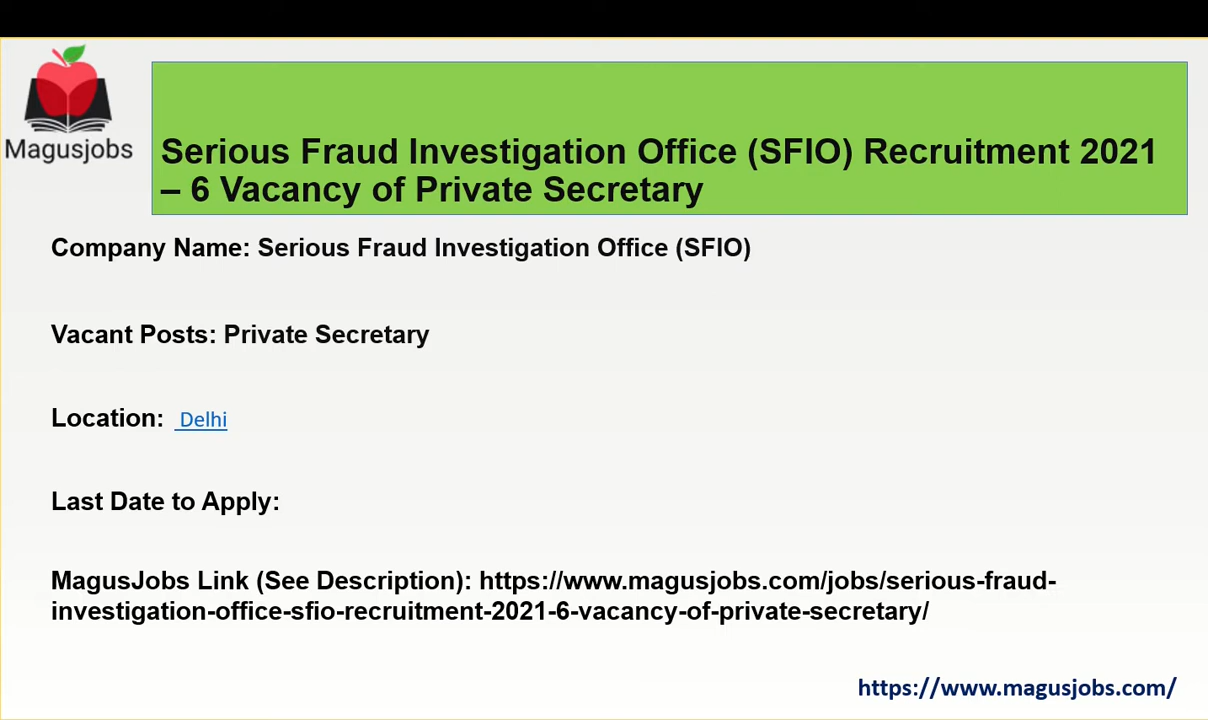 Magusjobs
Serious Fraud Investigation Office (SFIO) Recruitment 2021
– 6 Vacancy of Private Secretary
Company Name: Serious Fraud Investigation Office (SFIO)
Vacant Posts: Private Secretary
Location: Delhi
Last Date to Apply:
MagusJobs Link (See Description): https://www.magusjobs.com/jobs/serious-fraud-
investigation-office-sfio-recruitment-2021-6-vacancy-of-private-secretary/
https://www.magusjobs.com/